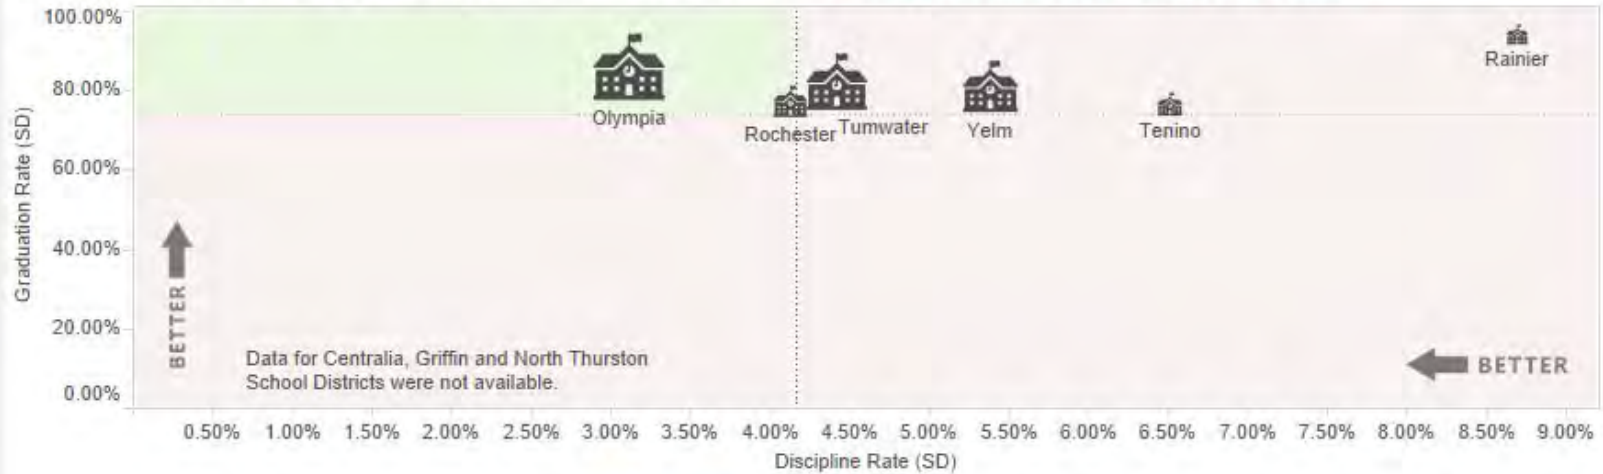 100.00%
80.00%
60.00%
40.00%
20.00%
0.00%
Graduation Rate (SD)
BETTER
Olympia
Rochester
Tumwater
Yelm
Tenino
Rainier
Data for Centralia, Griffin and North Thurston
School Districts were not available.
BETTER
0.50% 1.00% 1.50% 2.00% 2.50% 3.00% 3.50% 4.00% 4.50% 5.00% 5.50% 6.00% 6.50% 7.00% 7.50% 8.00% 8.50% 9.00%
Discipline Rate (SD)